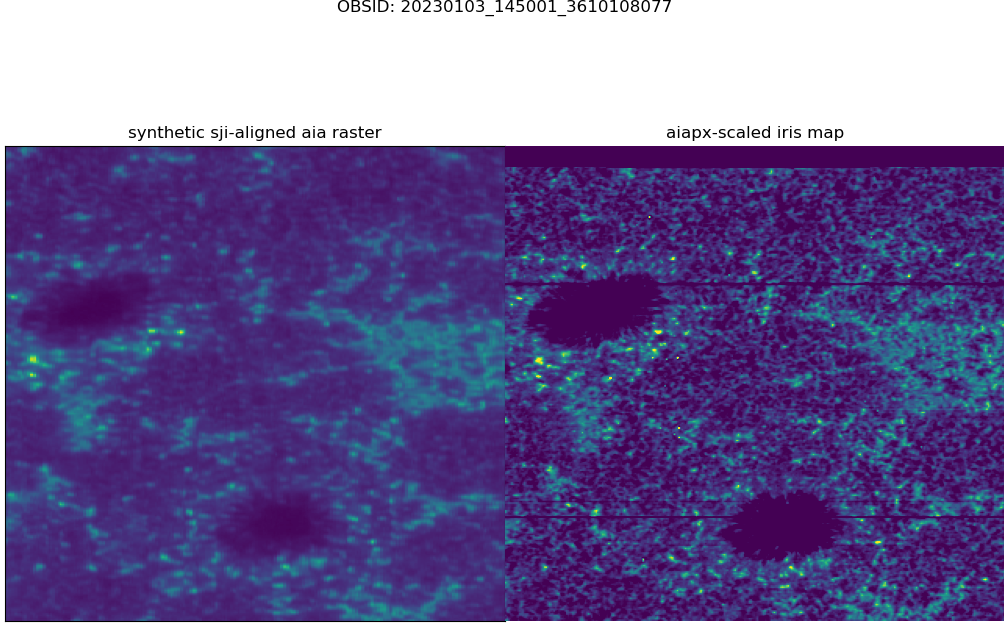 OBSID: 20230103_145001_3610108077
synthetic sji-aligned aia raster
aiapx-scaled iris map